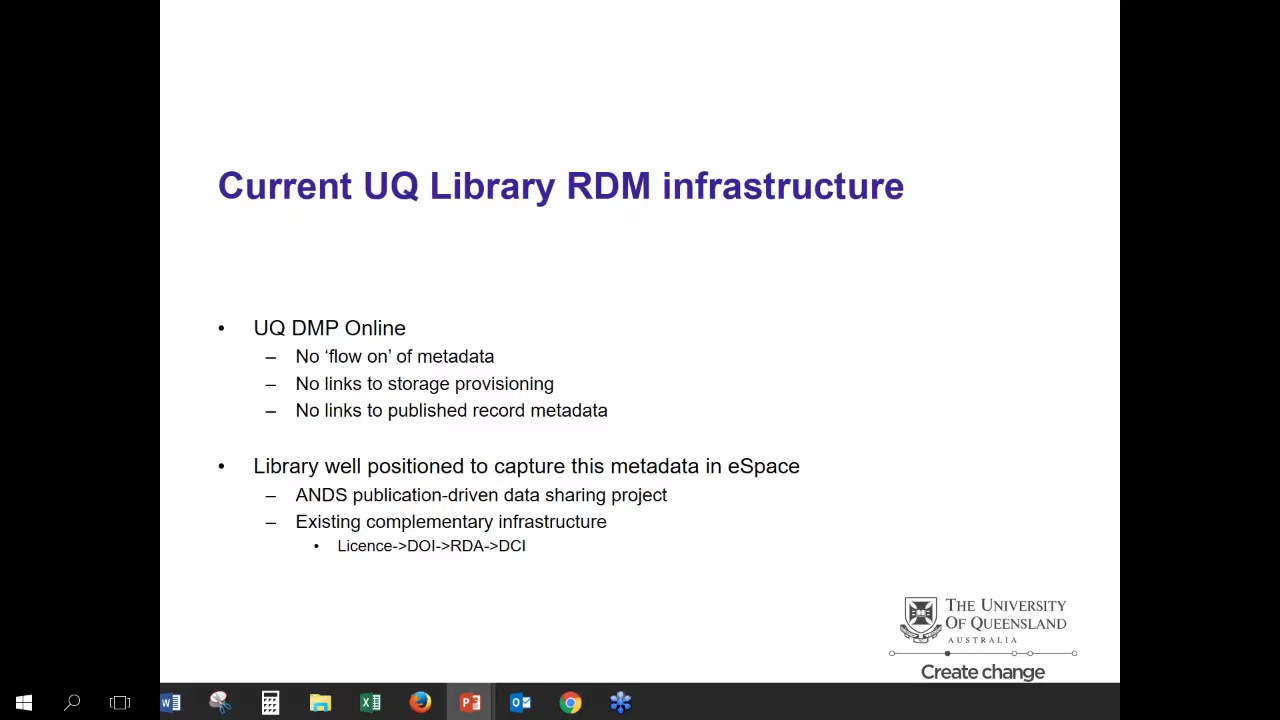 Current UQ Library RDM infrastructure
• UQ DMP Online
– No ‘flow on’ of metadata
– No links to storage provisioning
– No links to published record metadata
• Library well positioned to capture this metadata in eSpace
– ANDS publication-driven data sharing project
– Existing complementary infrastructure
• Licence->DOI->RDA->DCI
THE UNIVERSITY
OF QUEENSLAND
AUSTRALIA
Create change